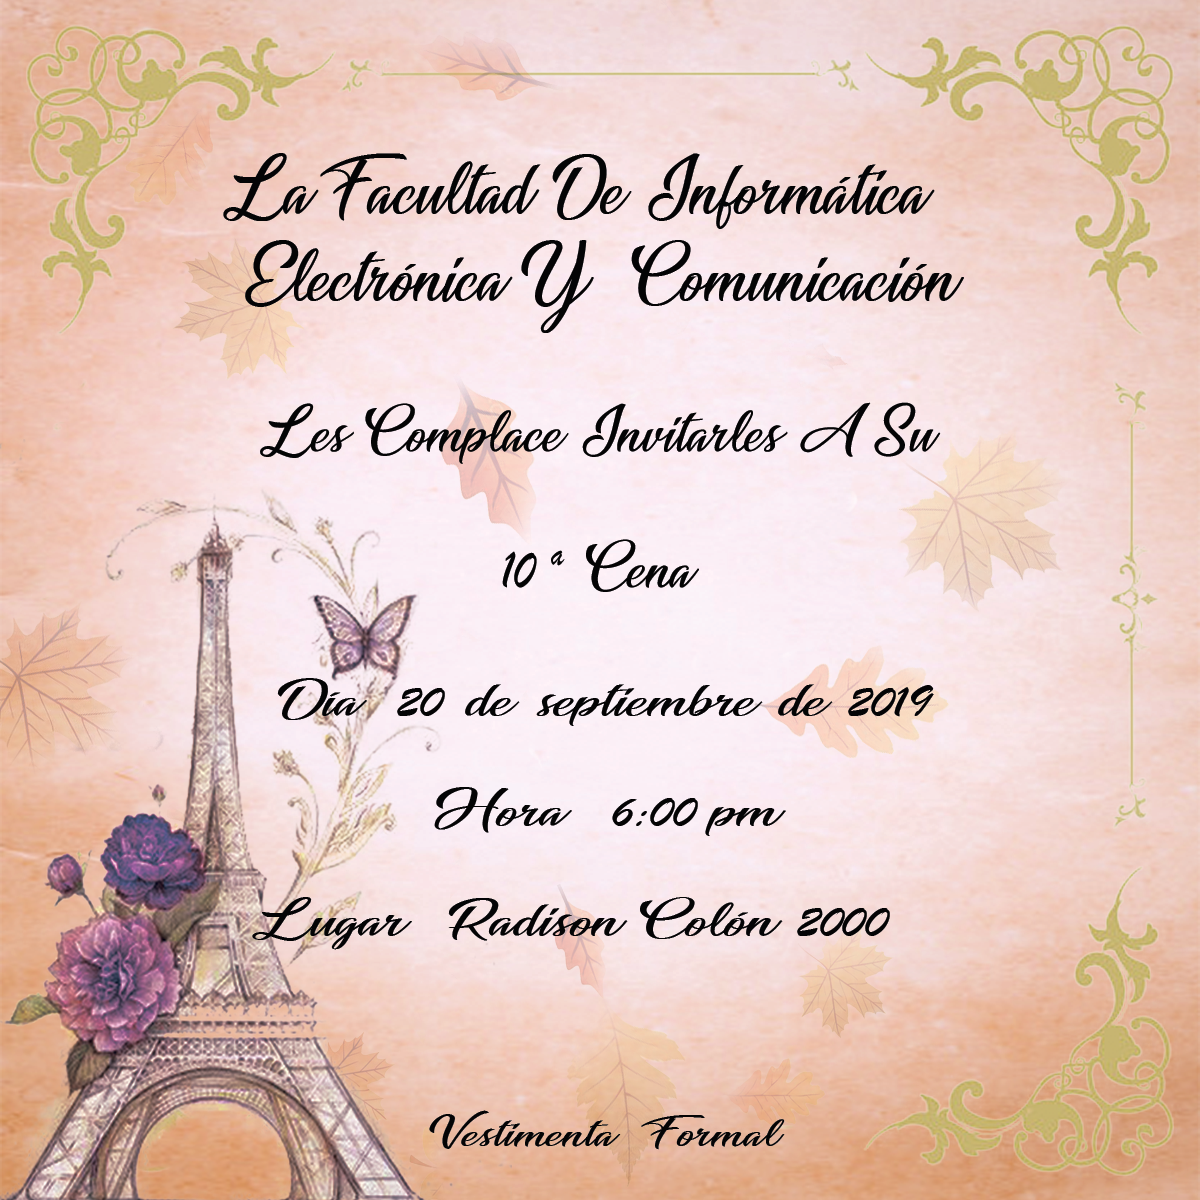 La Facultad De Informática
Electrónica Y Comunicación
Les Complace Invitarles A Su
10 ª Cena
Día 20 de septiembre de 2019
Hora 6:00 pm
Lugar Radison Colón 2000
Vestimenta Formal